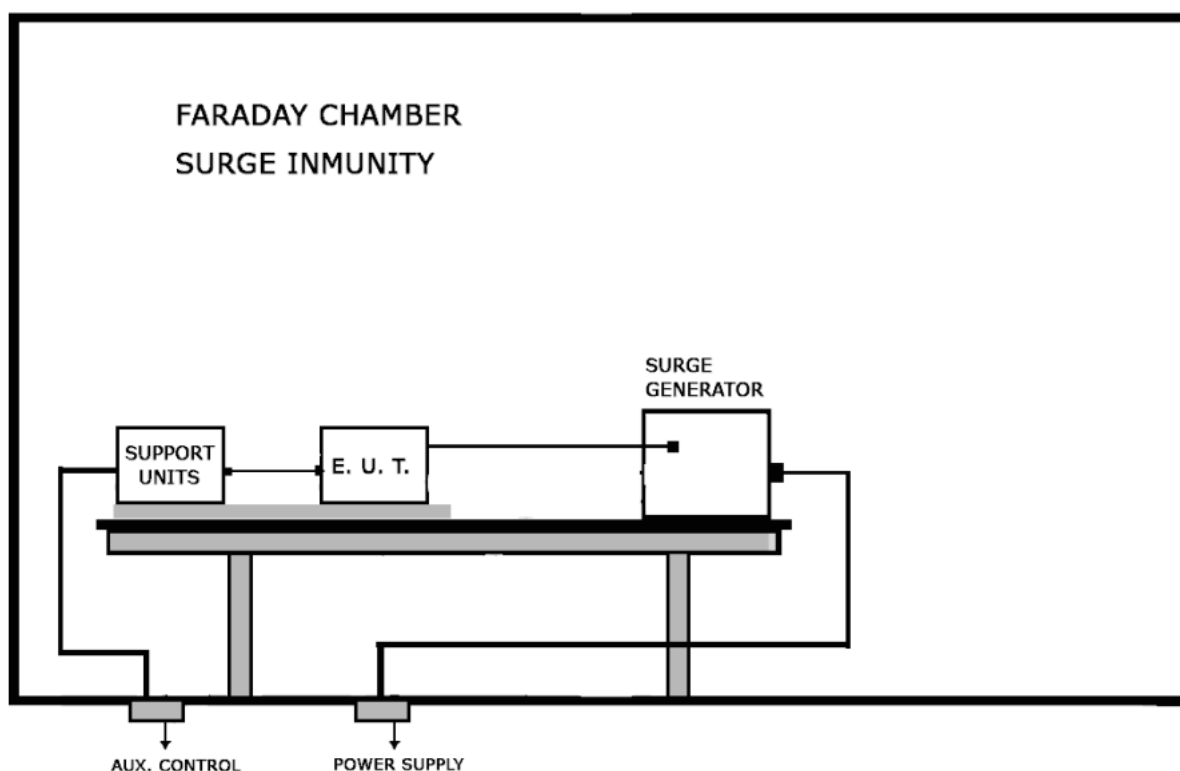 FARADAY CHAMBER
SURGE INMUNITY
SURGE
GENERATOR
SUPPORT
UNITS
E. U. T.
AUX. CONTROL
POWER SUPPLY